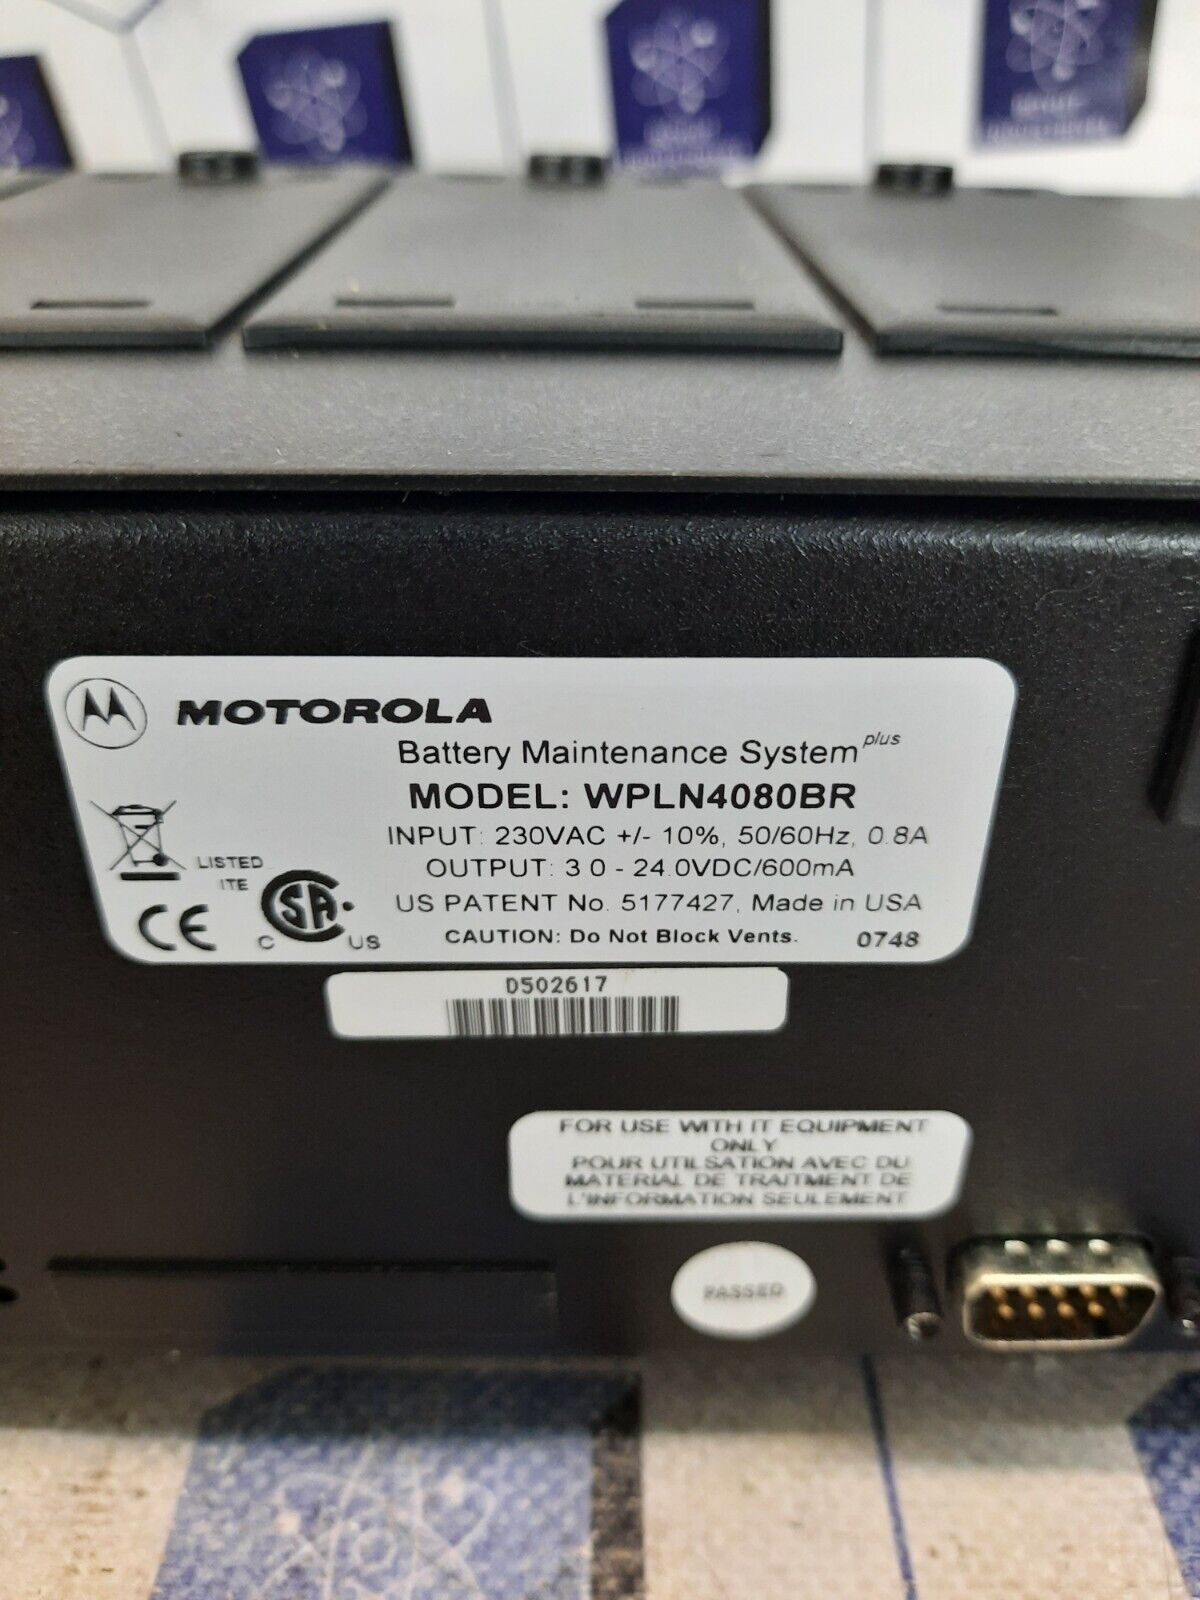 MOTOROLA
Battery Maintenance System plus
MODEL: WPLN4080BR
INPUT: 230VAC +/- 10%, 50/60Hz, 0.8A
OUTPUT: 3.0 - 24.0VDC/600mA
US PATENT No. 5177427, Made in USA
CAUTION: Do Not Block Vents. 0748
LISTED
ITE
CE
C SA US
D502617
FOR USE WITH IT EQUIPMENT
ONLY
POUR UTILSATION AVEC DU
MATERIAL DE TRAITMENT DE
L'INFORMATION SEULEMENT
PASSED